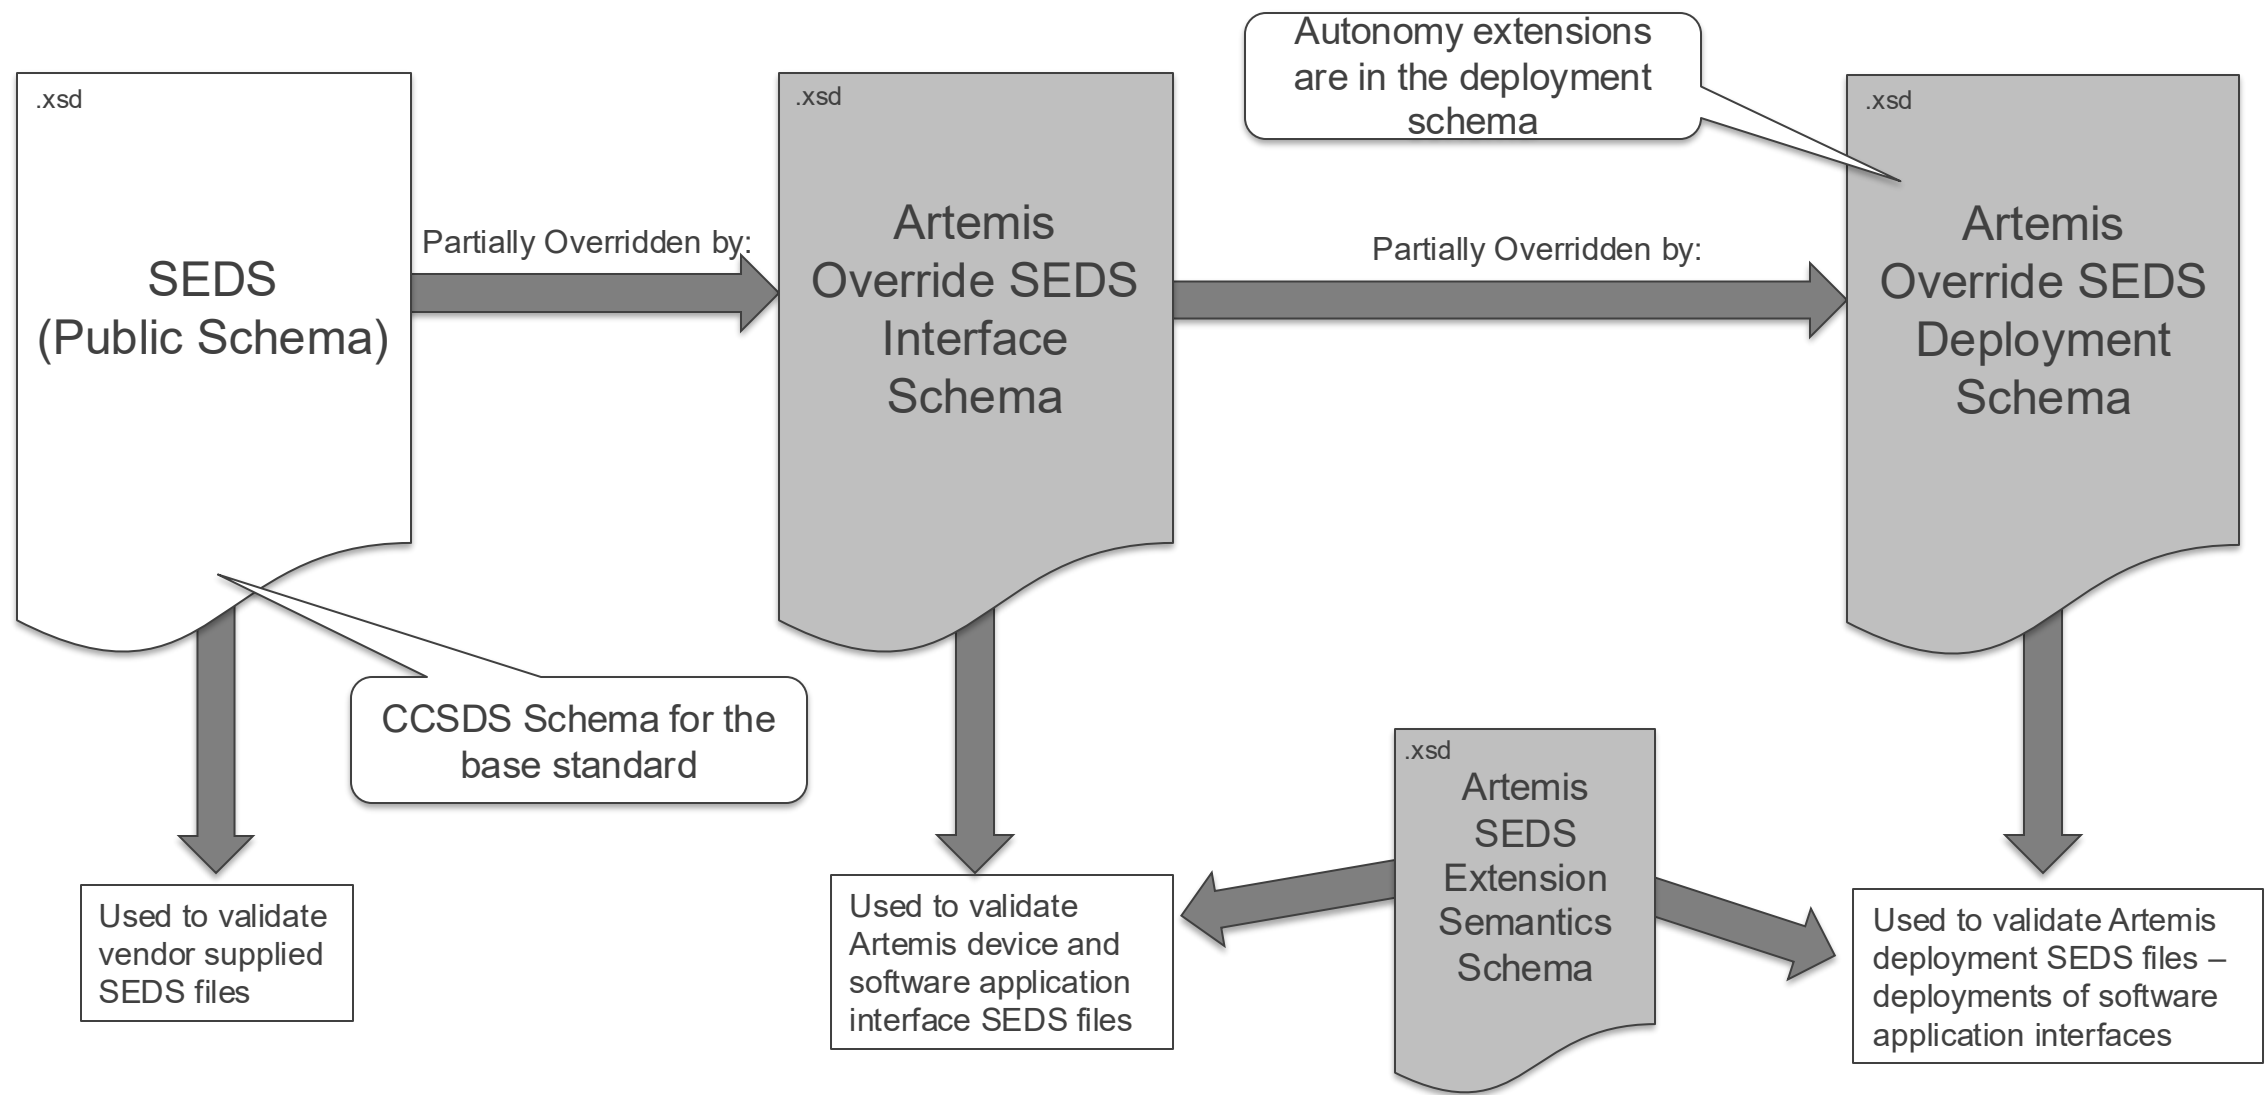 Autonomy extensions
are in the deployment
schema
.xsd
SEDS
(Public Schema)
Partially Overridden by:
.xsd
Artemis
Override SEDS
Interface
Schema
Partially Overridden by:
.xsd
Artemis
Override SEDS
Deployment
Schema
CCSDS Schema for the
base standard
.xsd
Artemis
SEDS
Extension
Semantics
Schema
Used to validate
vendor supplied
SEDS files
Used to validate
Artemis device and
software application
interface SEDS files
Used to validate Artemis
deployment SEDS files –
deployments of software
application interfaces